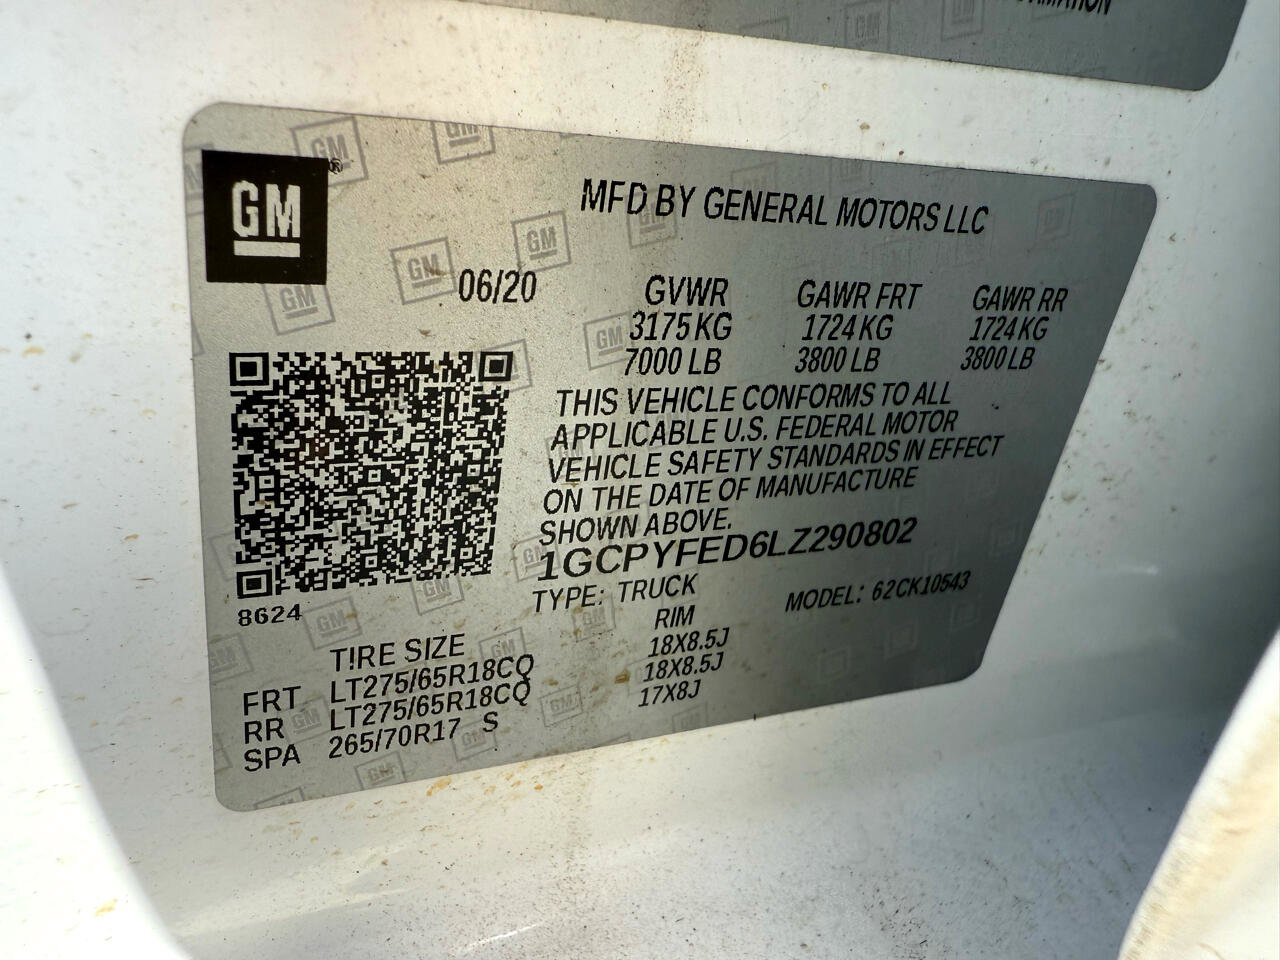 GM
MFD BY GENERAL MOTORS LLC
06/20
GVWR GAWR FRT GAWR RR
3175 KG 1724 KG 1724 KG
7000 LB 3800 LB 3800 LB
THIS VEHICLE CONFORMS TO ALL
APPLICABLE U.S. FEDERAL MOTOR
VEHICLE SAFETY STANDARDS IN EFFECT
ON THE DATE OF MANUFACTURE
SHOWN ABOVE.
1GCPYFED6LZ290802
TYPE: TRUCK MODEL: 62CK10543
8624
TIRE SIZE RIM
FRT LT275/65R18CQ 18X8.5J
RR LT275/65R18CQ 18X8.5J
SPA 265/70R17 S 17X8J